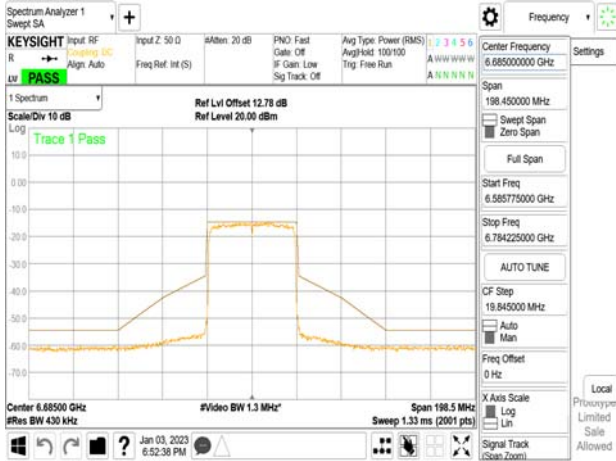 Spectrum Analyzer 1
Swept SA
Frequency
KEYSIGHT
R
LXI
PASS
Input: RF
Coupling: DC
Align: Auto
Input Z: 50 Ω
Freq Ref: Int (S)
#Atten: 20 dB
PNO: Fast
Gate: Off
IF Gain: Low
Sig Track: Off
Avg Type: Power (RMS)
Avg|Hold: 100/100
Trig: Free Run
1 2 3 4 5 6
A W W W W W
A N N N N N
1 Spectrum
Scale/Div 10 dB
Ref Lvl Offset 12.78 dB
Ref Level 20.00 dBm
Log
Trace 1 Pass
10.0
0.00
-10.0
-20.0
-30.0
-40.0
-50.0
-60.0
-70.0
Center 6.68500 GHz
#Res BW 430 kHz
#Video BW 1.3 MHz*
Span 198.5 MHz
Sweep 1.33 ms (2001 pts)
Jan 03, 2023
6:52:38 PM
Center Frequency
6.685000000 GHz
Settings
Span
198.450000 MHz
Swept Span
Zero Span
Full Span
Start Freq
6.585775000 GHz
Stop Freq
6.784225000 GHz
AUTO TUNE
CF Step
19.845000 MHz
Auto
Man
Freq Offset
0 Hz
X Axis Scale
Log
Lin
Signal Track
(Span Zoom)
Local
Prototype
Limited
Sale
Allowed